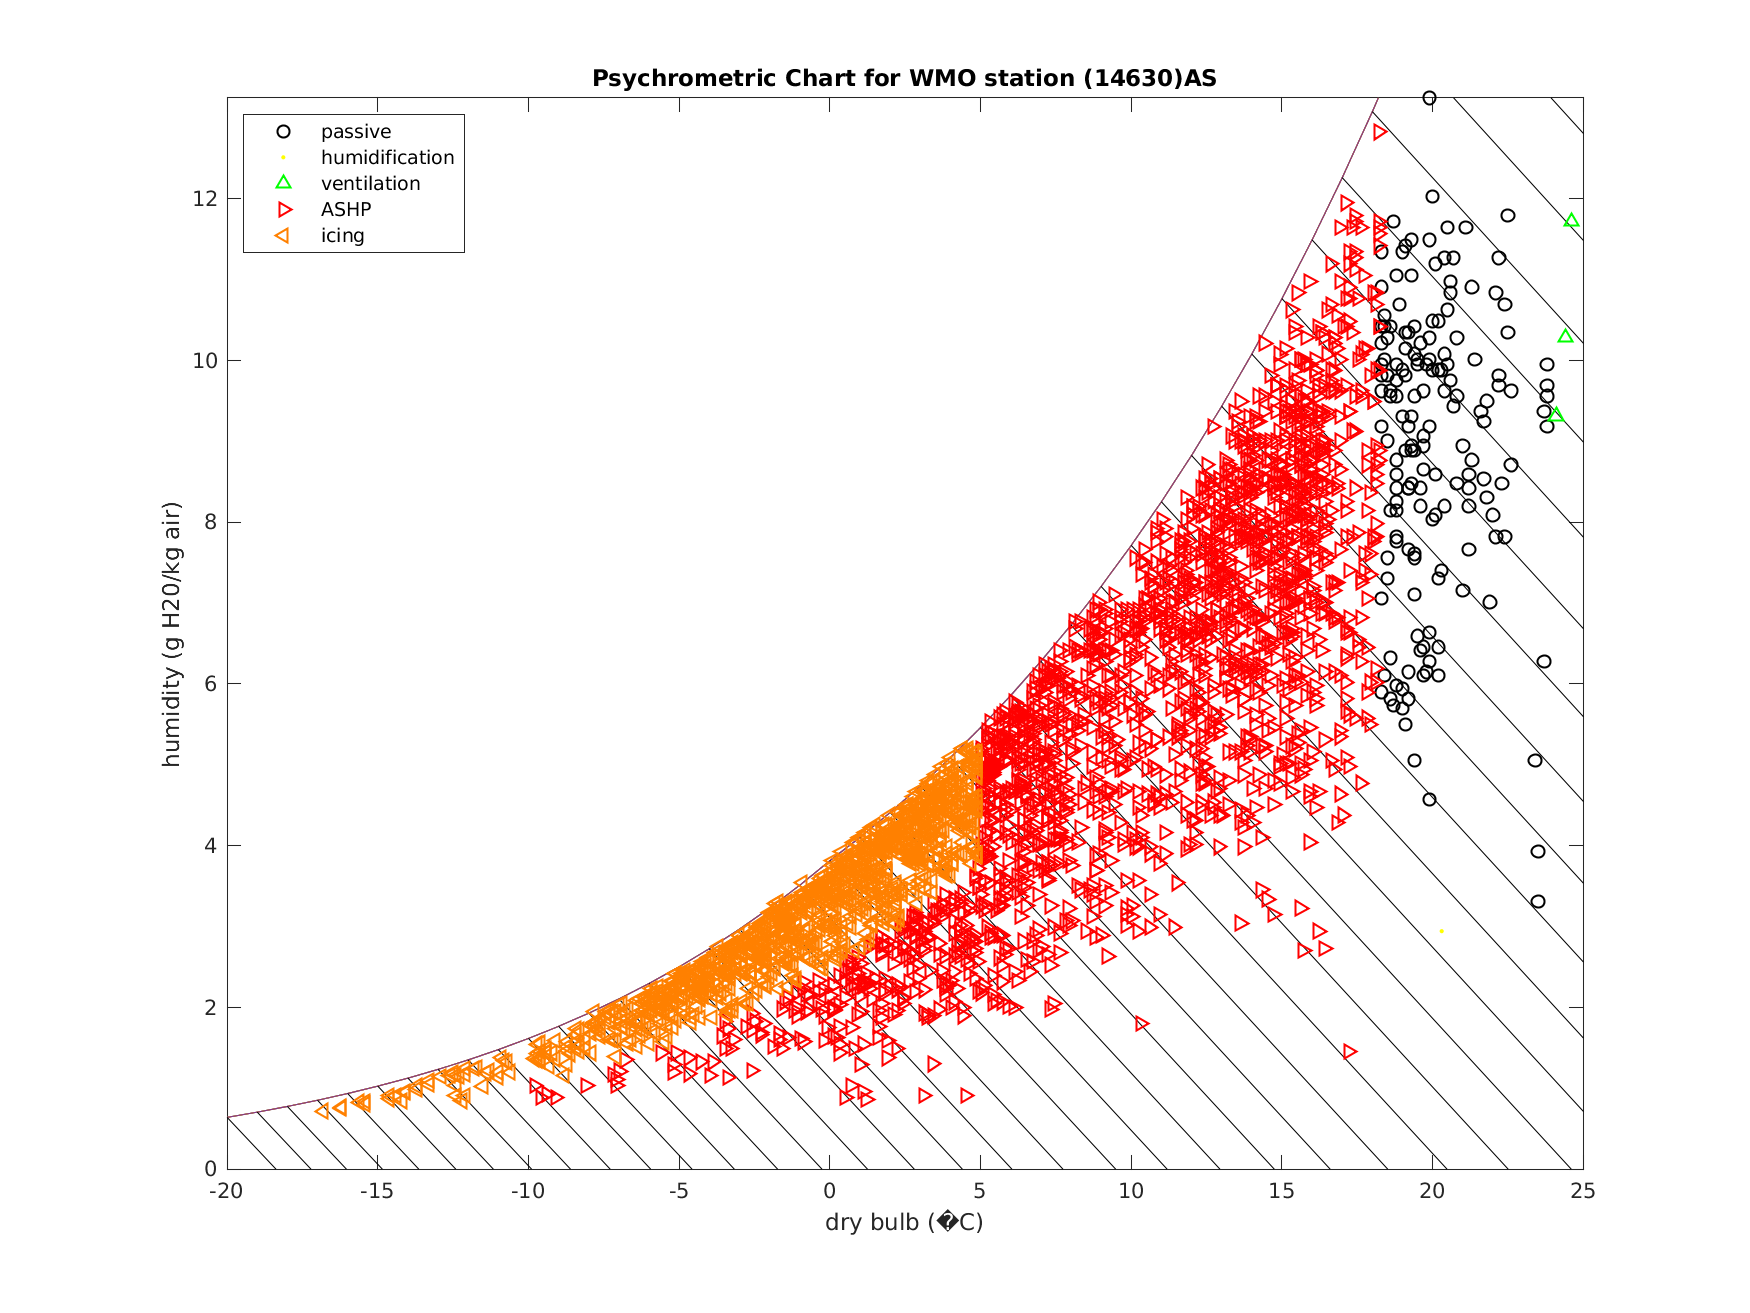 Psychrometric Chart for WMO station (14630)AS
passive
humidification
ventilation
ASHP
icing
humidity (g H20/kg air)
12
10
8
6
4
2
0
-20 -15 -10 -5 0 5 10 15 20 25
dry bulb (�C)